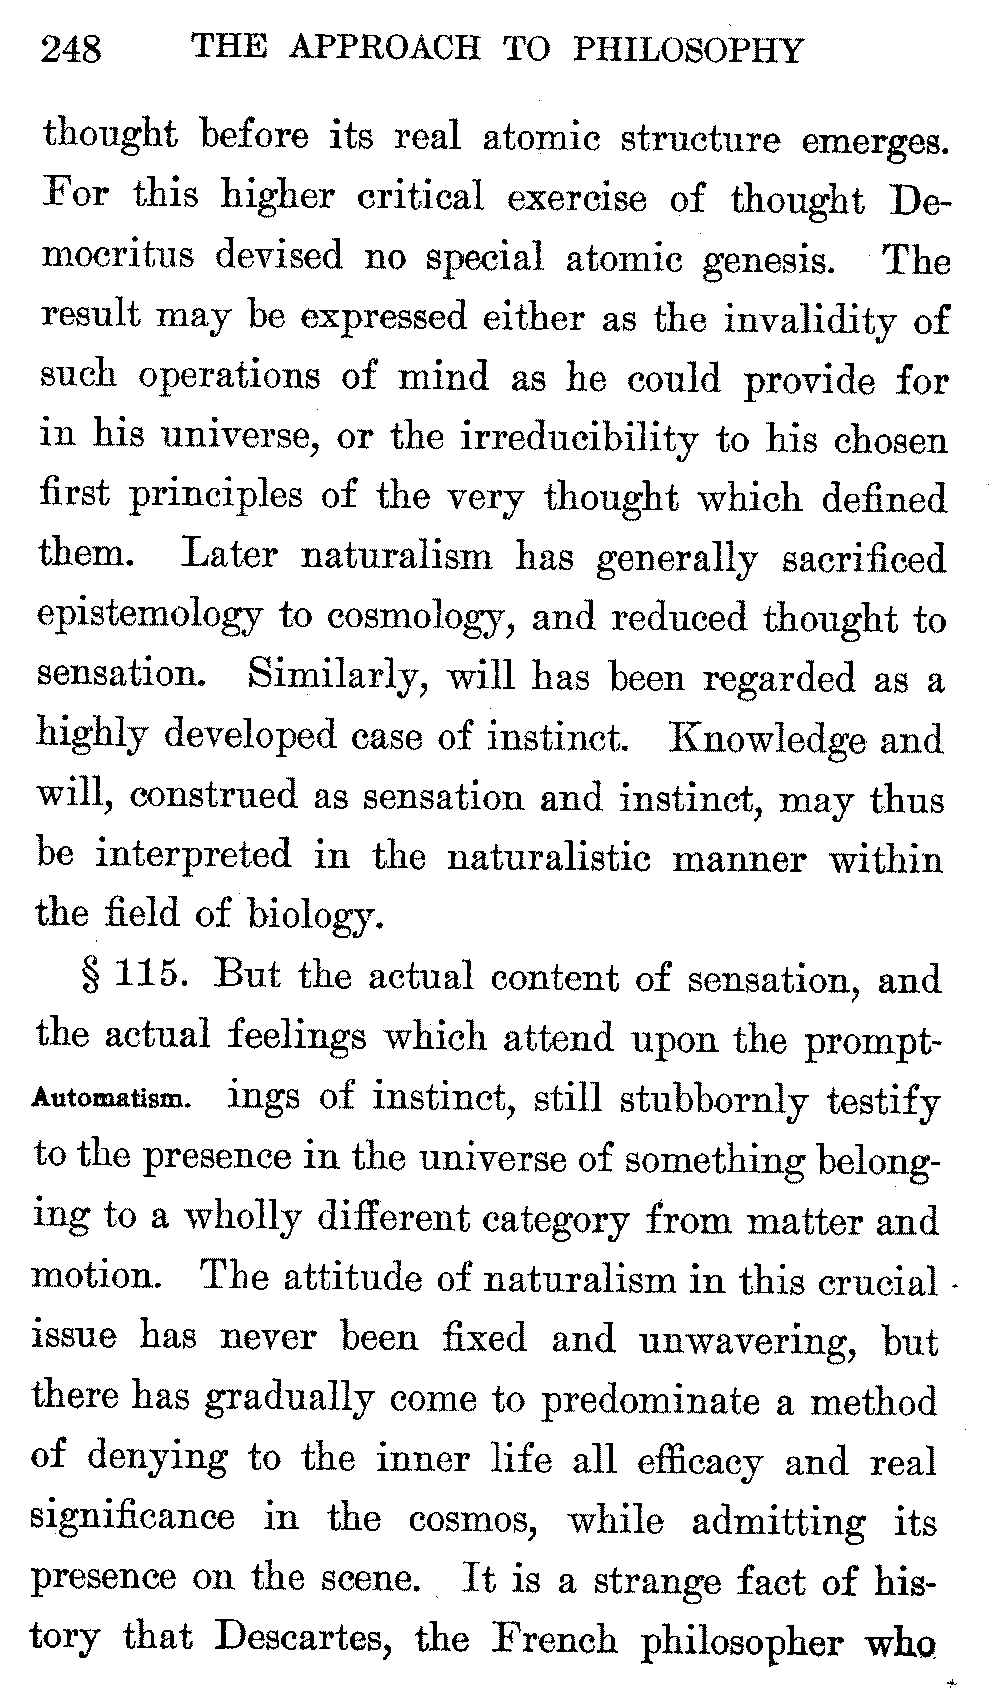 248 THE APPROACH TO PHILOSOPHY
thought before its real atomic structure emerges.
For this higher critical exercise of thought De-
mocritus devised no special atomic genesis. The
result may be expressed either as the invalidity of
such operations of mind as he could provide for
in his universe, or the irreducibility to his chosen
first principles of the very thought which defined
them. Later naturalism has generally sacrificed
epistemology to cosmology, and reduced thought to
sensation. Similarly, will has been regarded as a
highly developed case of instinct. Knowledge and
will, construed as sensation and instinct, may thus
be interpreted in the naturalistic manner within
the field of biology.
§ 115. But the actual content of sensation, and
the actual feelings which attend upon the prompt-
Automatism. ings of instinct, still stubbornly testify
to the presence in the universe of something belong-
ing to a wholly different category from matter and
motion. The attitude of naturalism in this crucial
issue has never been fixed and unwavering, but
there has gradually come to predominate a method
of denying to the inner life all efficacy and real
significance in the cosmos, while admitting its
presence on the scene. It is a strange fact of his-
tory that Descartes, the French philosopher who